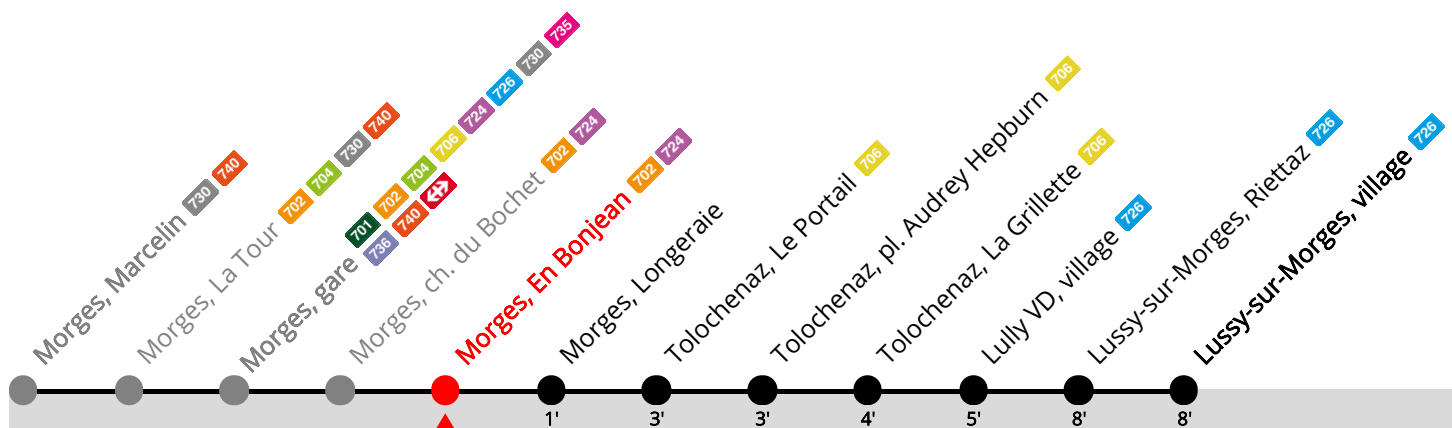 Morges, Marcelin 730 740
Morges, La Tour 702 704 730 740
Morges, gare 701 702 704 706 724 726 730 735
736 740
Morges, ch. du Bochet 702 724
Morges, En Bonjean 702 724
Morges, Longeraie
Tolochenaz, Le Portail 706
Tolochenaz, pl. Audrey Hepburn 706
Tolochenaz, La Grillette 706
Lully VD, village 726
Lussy-sur-Morges, Riettaz 726
Lussy-sur-Morges, village 726
1' 3' 3' 4' 5' 8' 8'